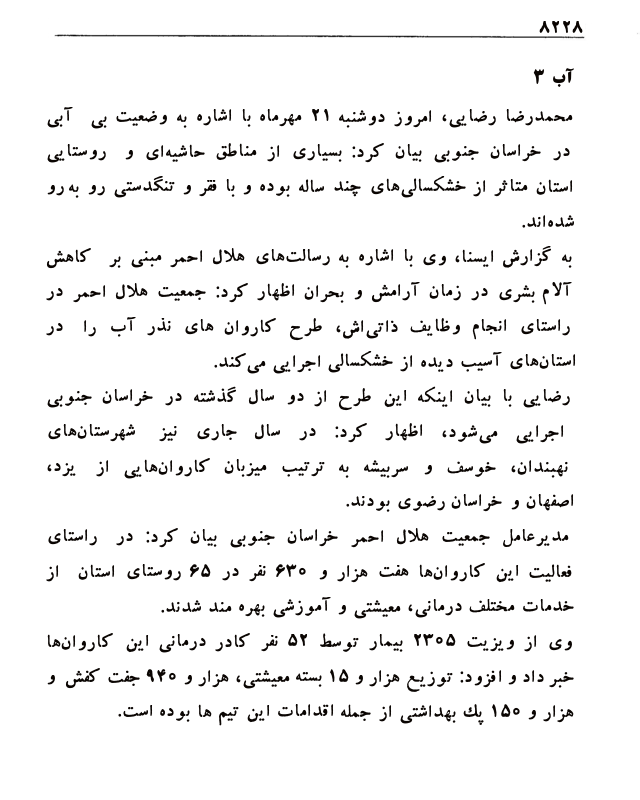 ۸۲۲۸
آب ۳
محمدرضا رضایی، امروز دوشنبه ۲۱ مهرماه با اشاره به وضعیت بی آبی
در خراسان جنوبی بیان کرد: بسیاری از مناطق حاشیه‌ای و روستایی
استان متاثر از خشکسالی‌های چند ساله بوده و با فقر و تنگدستی رو به‌رو
شده‌اند.
به گزارش ایسنا، وی با اشاره به رسالت‌های هلال احمر مبنی بر کاهش
آلام بشری در زمان آرامش و بحران اظهار کرد: جمعیت هلال احمر در
راستای انجام وظایف ذاتی‌اش، طرح کاروان های نذر آب را در
استان‌های آسیب دیده از خشکسالی اجرایی می‌کند.
رضایی با بیان اینکه این طرح از دو سال گذشته در خراسان جنوبی
اجرایی می‌شود، اظهار کرد: در سال جاری نیز شهرستان‌های
نهبندان، خوسف و سربیشه به ترتیب میزبان کاروان‌هایی از یزد،
اصفهان و خراسان رضوی بودند.
مدیرعامل جمعیت هلال احمر خراسان جنوبی بیان کرد: در راستای
فعالیت این کاروان‌ها هفت هزار و ۶۳۰ نفر در ۶۵ روستای استان از
خدمات مختلف درمانی، معیشتی و آموزشی بهره مند شدند.
وی از ویزیت ۲۳۰۵ بیمار توسط ۵۲ نفر کادر درمانی این کاروان‌ها
خبر داد و افزود: توزیع هزار و ۱۵ بسته معیشتی، هزار و ۹۴۰ جفت کفش و
هزار و ۱۵۰ پك بهداشتی از جمله اقدامات این تیم ها بوده است.